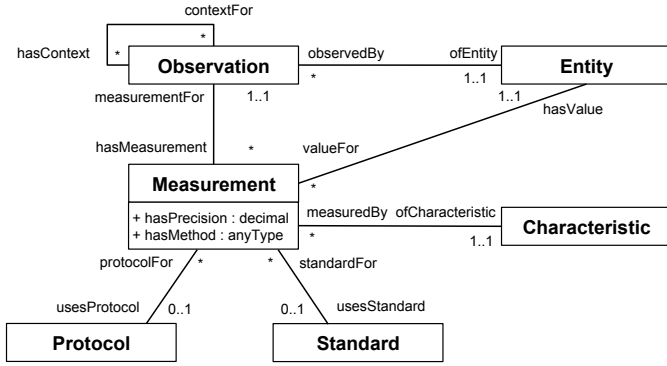 contextFor
hasContext
*
*
Observation
observedBy
ofEntity
Entity
*
1..1
measurementFor
1..1
1..1
hasValue
hasMeasurement
*
valueFor
*
Measurement
+ hasPrecision : decimal
+ hasMethod : anyType
measuredBy
ofCharacteristic
Characteristic
*
1..1
protocolFor
*
*
standardFor
usesProtocol
0..1
0..1
usesStandard
Protocol
Standard